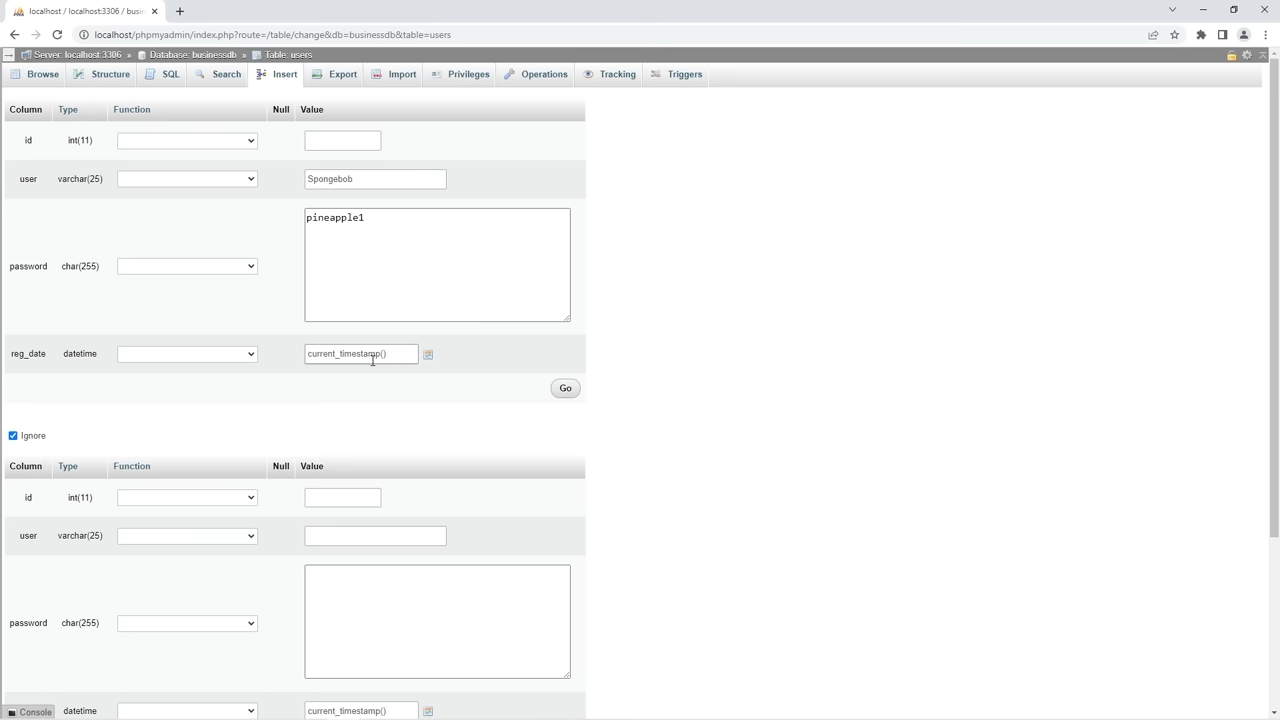 localhost / localhost:3306 / busin
localhost/phpmyadmin/index.php?route=/table/change&db=businessdb&table=users
Server: localhost:3306 » Database: businessdb » Table: users
Browse Structure SQL Search Insert Export Import Privileges Operations Tracking Triggers
Column Type Function Null Value
id int(11)
user varchar(25) Spongebob
pineapple1
password char(255)
reg_date datetime current_timestamp()
Go
Ignore
Column Type Function Null Value
id int(11)
user varchar(25)
password char(255)
Console datetime current_timestamp()